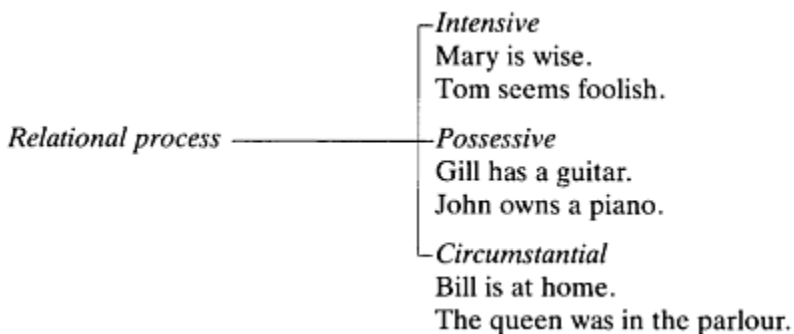 Intensive
Mary is wise.
Tom seems foolish.
Relational process
Possessive
Gill has a guitar.
John owns a piano.
Circumstantial
Bill is at home.
The queen was in the parlour.